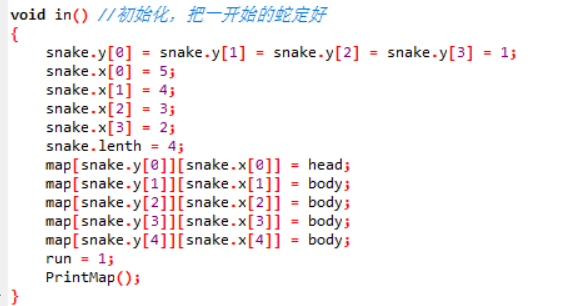 void in() //初始化，把一开始的蛇定好
{
    snake.y[0] = snake.y[1] = snake.y[2] = snake.y[3] = 1;
    snake.x[0] = 5;
    snake.x[1] = 4;
    snake.x[2] = 3;
    snake.x[3] = 2;
    snake.lenth = 4;
    map[snake.y[0]][snake.x[0]] = head;
    map[snake.y[1]][snake.x[1]] = body;
    map[snake.y[2]][snake.x[2]] = body;
    map[snake.y[3]][snake.x[3]] = body;
    map[snake.y[4]][snake.x[4]] = body;
    run = 1;
    PrintMap();
}